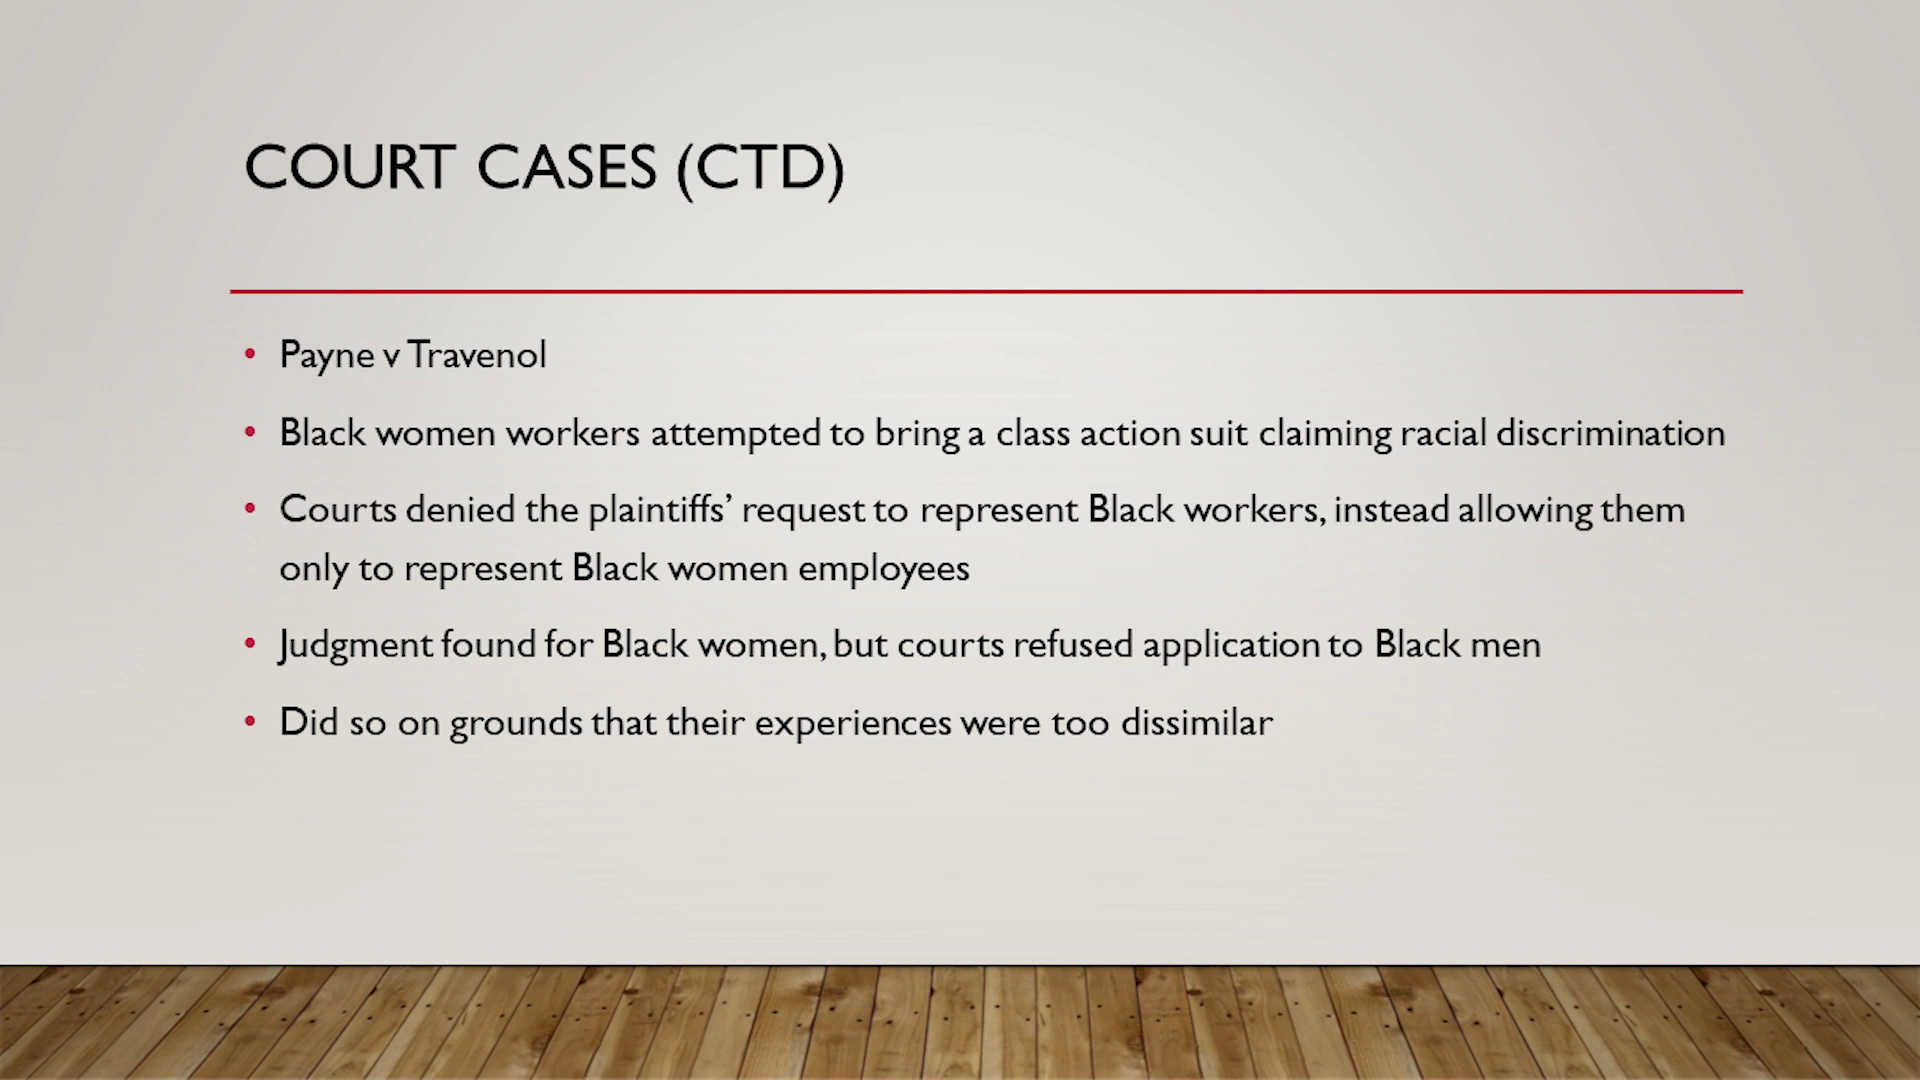 COURT CASES (CTD)
• Payne v Travenol
• Black women workers attempted to bring a class action suit claiming racial discrimination
• Courts denied the plaintiffs’ request to represent Black workers, instead allowing them
only to represent Black women employees
• Judgment found for Black women, but courts refused application to Black men
• Did so on grounds that their experiences were too dissimilar